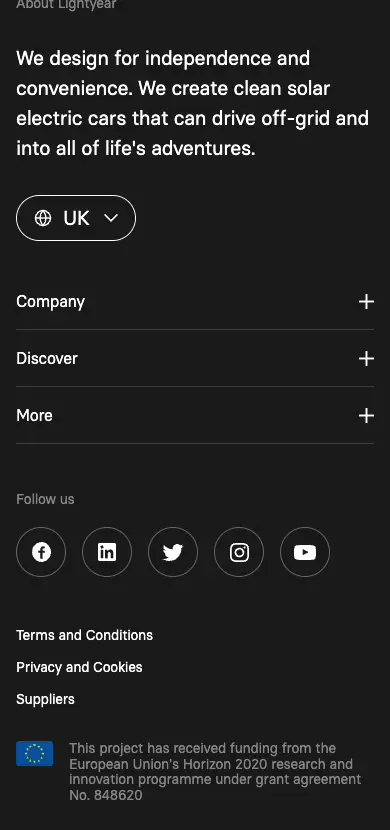 About Lightyear
We design for independence and
convenience. We create clean solar
electric cars that can drive off-grid and
into all of life's adventures.
UK
Company
Discover
More
Follow us
Terms and Conditions
Privacy and Cookies
Suppliers
This project has received funding from the
European Union's Horizon 2020 research and
innovation programme under grant agreement
No. 848620